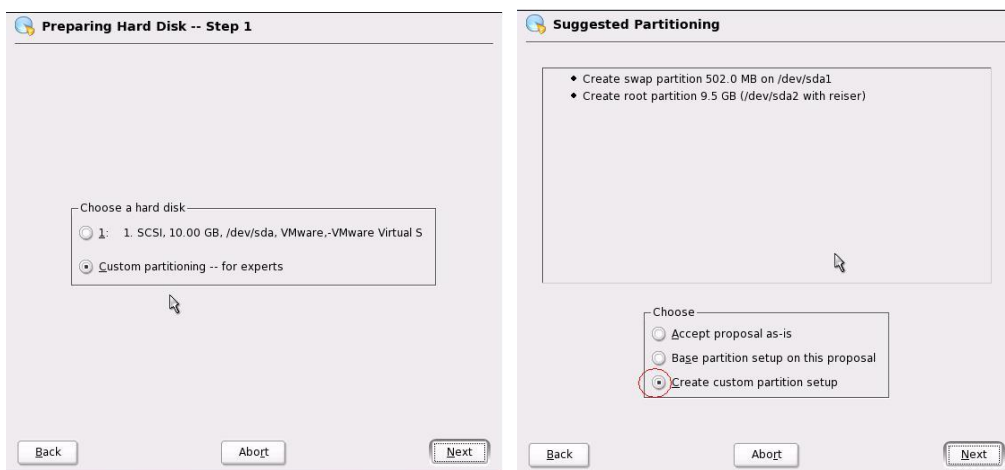 Preparing Hard Disk -- Step 1
Choose a hard disk
1: 1. SCSI, 10.00 GB, /dev/sda, VMware,-VMware Virtual S
Custom partitioning -- for experts
Back
Abort
Next
Suggested Partitioning
Create swap partition 502.0 MB on /dev/sda1
Create root partition 9.5 GB (/dev/sda2 with reiser)
Choose
Accept proposal as-is
Base partition setup on this proposal
Create custom partition setup
Back
Abort
Next